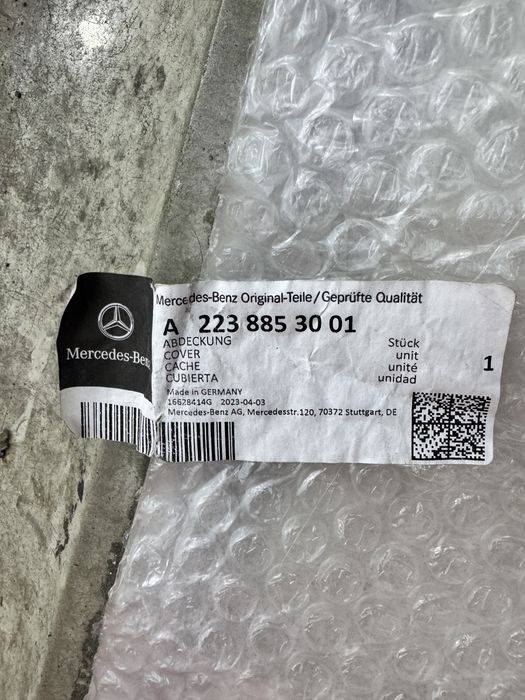 Mercedes-Benz Original-Teile/Geprüfte Qualität
A 223 885 30 01
Mercedes-Benz
ABDECKUNG Stück
COVER unit
CACHE unité 1
CUBIERTA unidad
Made in GERMANY
16628414G 2023-04-03
Mercedes-Benz AG, Mercedesstr.120, 70372 Stuttgart, DE